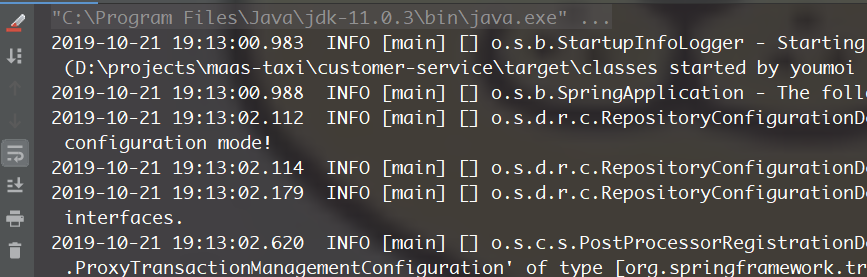 "C:\Program Files\Java\jdk-11.0.3\bin\java.exe" ...
2019-10-21 19:13:00.983  INFO [main] [] o.s.b.StartupInfoLogger - Starting
(D:\projects\maas-taxi\customer-service\target\classes started by youmoi
2019-10-21 19:13:00.988  INFO [main] [] o.s.b.SpringApplication - The foll
2019-10-21 19:13:02.112  INFO [main] [] o.s.d.r.c.RepositoryConfigurationDe
configuration mode!
2019-10-21 19:13:02.114  INFO [main] [] o.s.d.r.c.RepositoryConfigurationDe
2019-10-21 19:13:02.179  INFO [main] [] o.s.d.r.c.RepositoryConfigurationDe
interfaces.
2019-10-21 19:13:02.620  INFO [main] [] o.s.c.s.PostProcessorRegistrationDe
.ProxyTransactionManagementConfiguration' of type [org.springframework.tr